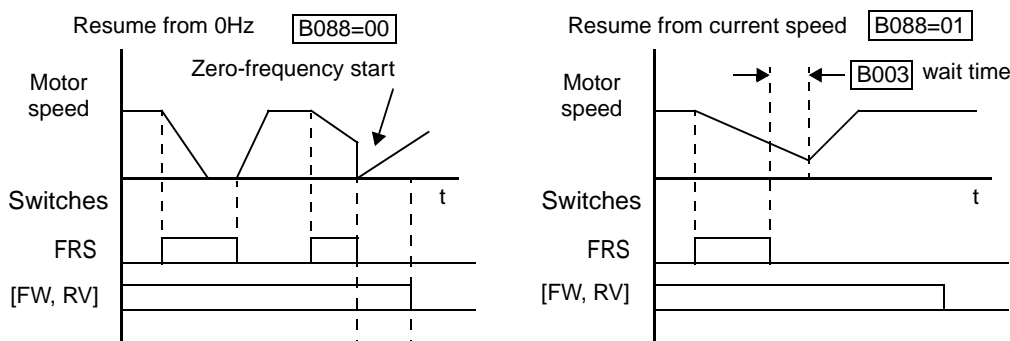 Resume from 0Hz B088=00
Zero-frequency start
Motor
speed
t
Switches
FRS
[FW, RV]
Resume from current speed B088=01
B003 wait time
Motor
speed
t
Switches
FRS
[FW, RV]